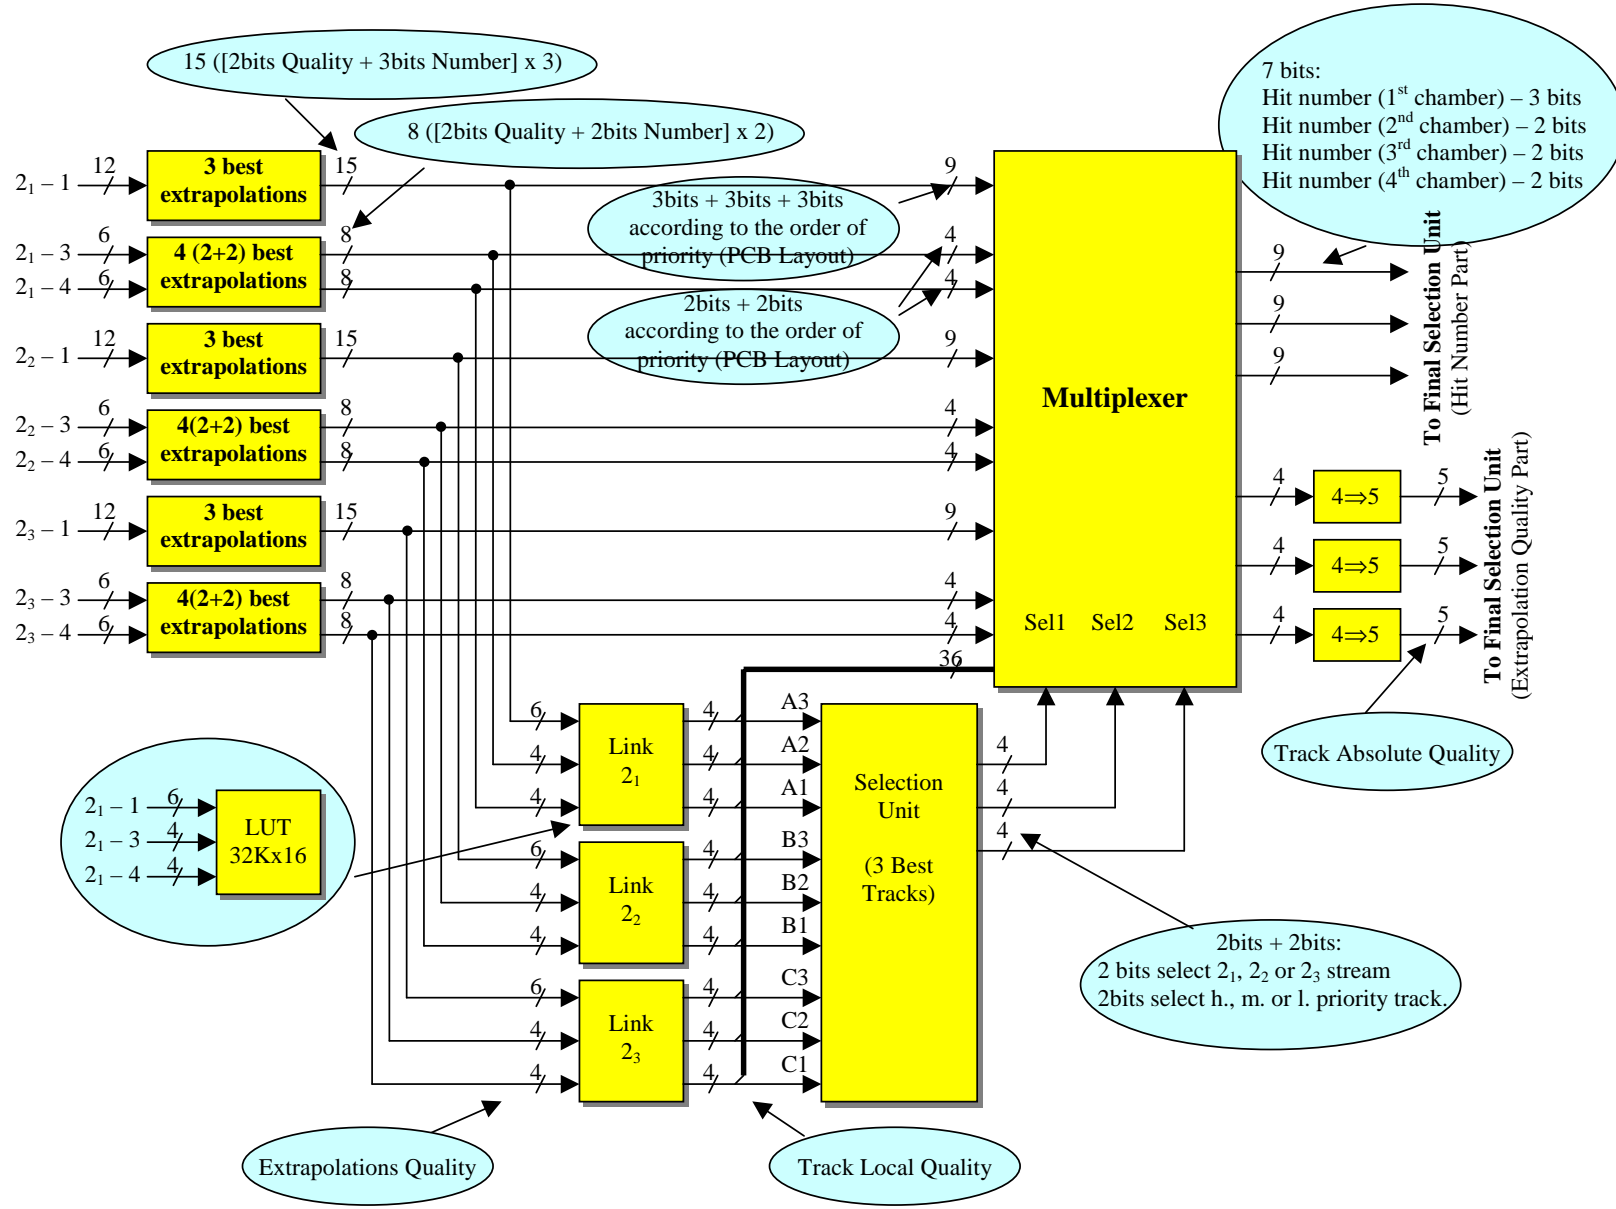 15 ([2bits Quality + 3bits Number] x 3)
8 ([2bits Quality + 2bits Number] x 2)
7 bits:
Hit number (1st chamber) – 3 bits
Hit number (2nd chamber) – 2 bits
Hit number (3rd chamber) – 2 bits
Hit number (4th chamber) – 2 bits
2₁ – 1
12
3 best
extrapolations
15
9
2₁ – 3
6
4 (2+2) best
extrapolations
8
4
2₁ – 4
6
8
4
2₂ – 1
12
3 best
extrapolations
15
9
2₂ – 3
6
4(2+2) best
extrapolations
8
4
2₂ – 4
6
8
4
2₃ – 1
12
3 best
extrapolations
15
9
2₃ – 3
6
4(2+2) best
extrapolations
8
4
2₃ – 4
6
8
4
36
3bits + 3bits + 3bits
according to the order of
priority (PCB Layout)
2bits + 2bits
according to the order of
priority (PCB Layout)
Multiplexer
Sel1 Sel2 Sel3
9
9
9
To Final Selection Unit
(Hit Number Part)
4
4⇒5
5
4
4⇒5
5
4
4⇒5
5
To Final Selection Unit
(Extrapolation Quality Part)
Track Absolute Quality
2₁ – 1
6
2₁ – 3
4
2₁ – 4
4
LUT
32Kx16
6
4
4
Link
2₁
4
4
4
A3
A2
A1
6
4
4
Link
2₂
4
4
4
B3
B2
B1
6
4
4
Link
2₃
4
4
4
C3
C2
C1
Selection
Unit
(3 Best
Tracks)
4
4
4
2bits + 2bits:
2 bits select 2₁, 2₂ or 2₃ stream
2bits select h., m. or l. priority track.
Extrapolations Quality
Track Local Quality